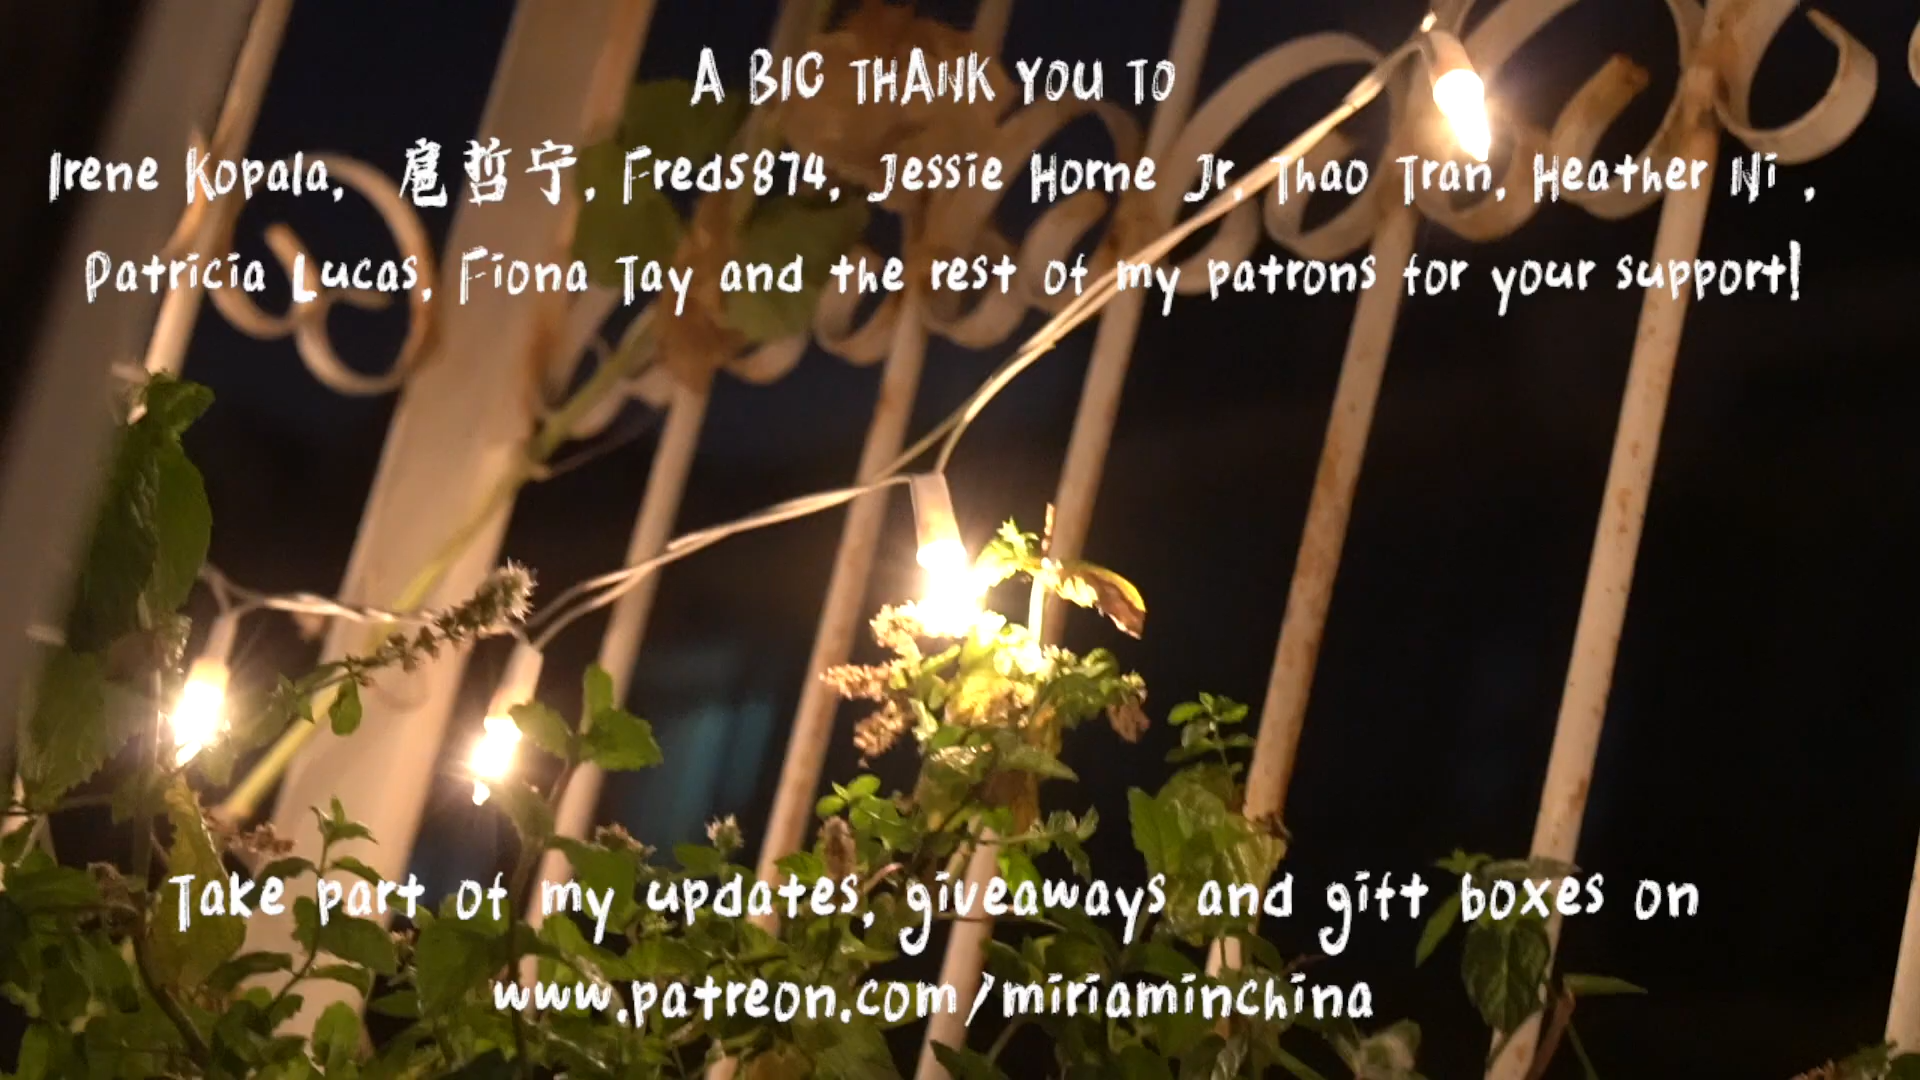 A BIG THANK YOU TO
Irene Kopala, 扈哲宁, Fred5874, Jessie Horne Jr, Thao Tran, Heather Ni ,
Patricia Lucas, Fiona Tay and the rest of my patrons for your support!
Take part of my updates, giveaways and gift boxes on
www.patreon.com/miriaminchina